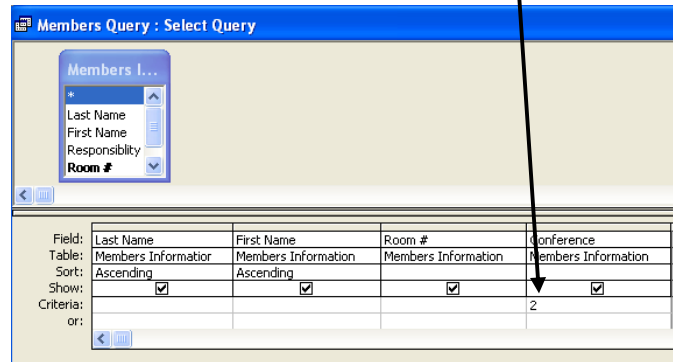 Members Query : Select Query
Members I...
*
Last Name
First Name
Responsiblity
Room #
Field: Last Name First Name Room # Conference
Table: Members Informatior Members Information Members Information Members Information
Sort: Ascending Ascending
Show:
Criteria: 2
or: